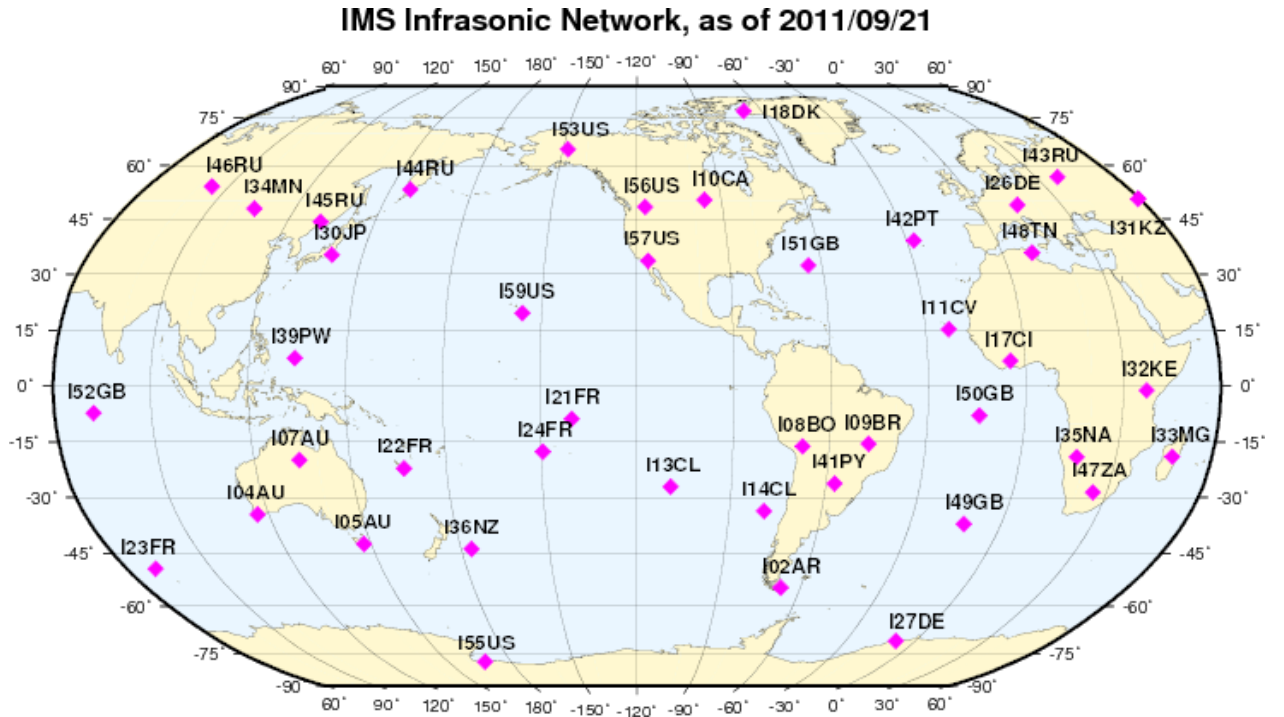 IMS Infrasonic Network, as of 2011/09/21
60° 90° 120° 150° 180° -150° -120° -90° -60° -30° 0° 30° 60°
90° 90°
I18DK
75° 75°
I53US
I43RU
60° 60°
I46RU I44RU
I34MN I56US I10CA I26DE
I45RU
45° 45°
I42PT I31KZ
I30JP I57US I51GB I48TN
30° 30°
I59US
I11CV
15° 15°
I39PW I17CI
I32KE
0° 0°
I52GB I21FR I50GB
I24FR I08BO I09BR
-15° -15°
I07AU I22FR I35NA I33MG
I13CL I41PY I47ZA
I04AU I14CL
-30° -30°
I05AU I36NZ I49GB
I23FR
-45° -45°
I02AR
-60° -60°
I27DE
I55US
-75° -75°
-90° -90°
60° 90° 120° 150° 180° -150° -120° -90° -60° -30° 0° 30° 60°